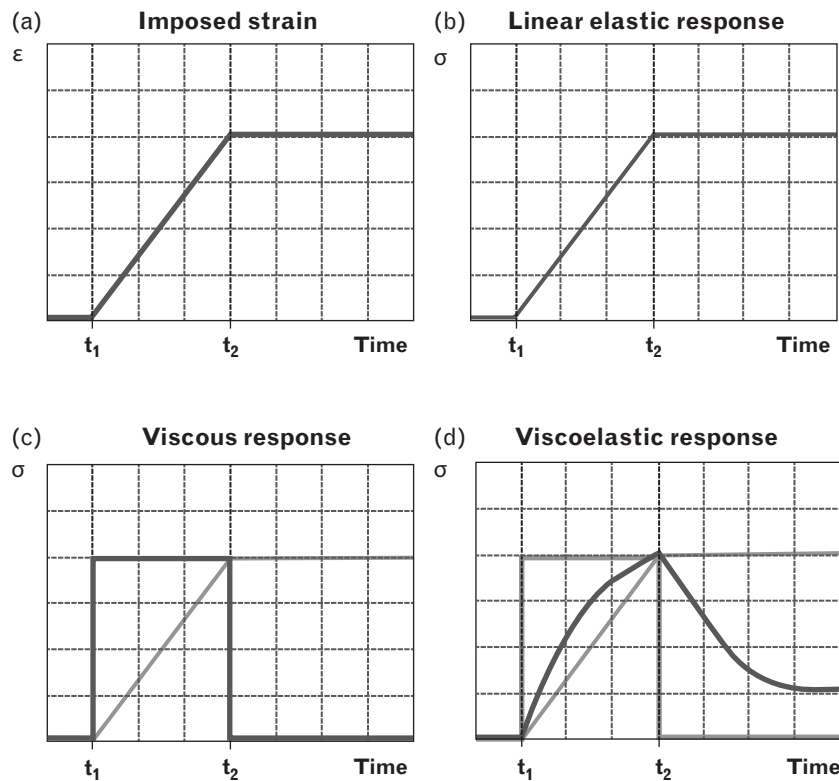 (a) Imposed strain
ε
t₁ t₂ Time
(b) Linear elastic response
σ
t₁ t₂ Time
(c) Viscous response
σ
t₁ t₂ Time
(d) Viscoelastic response
σ
t₁ t₂ Time